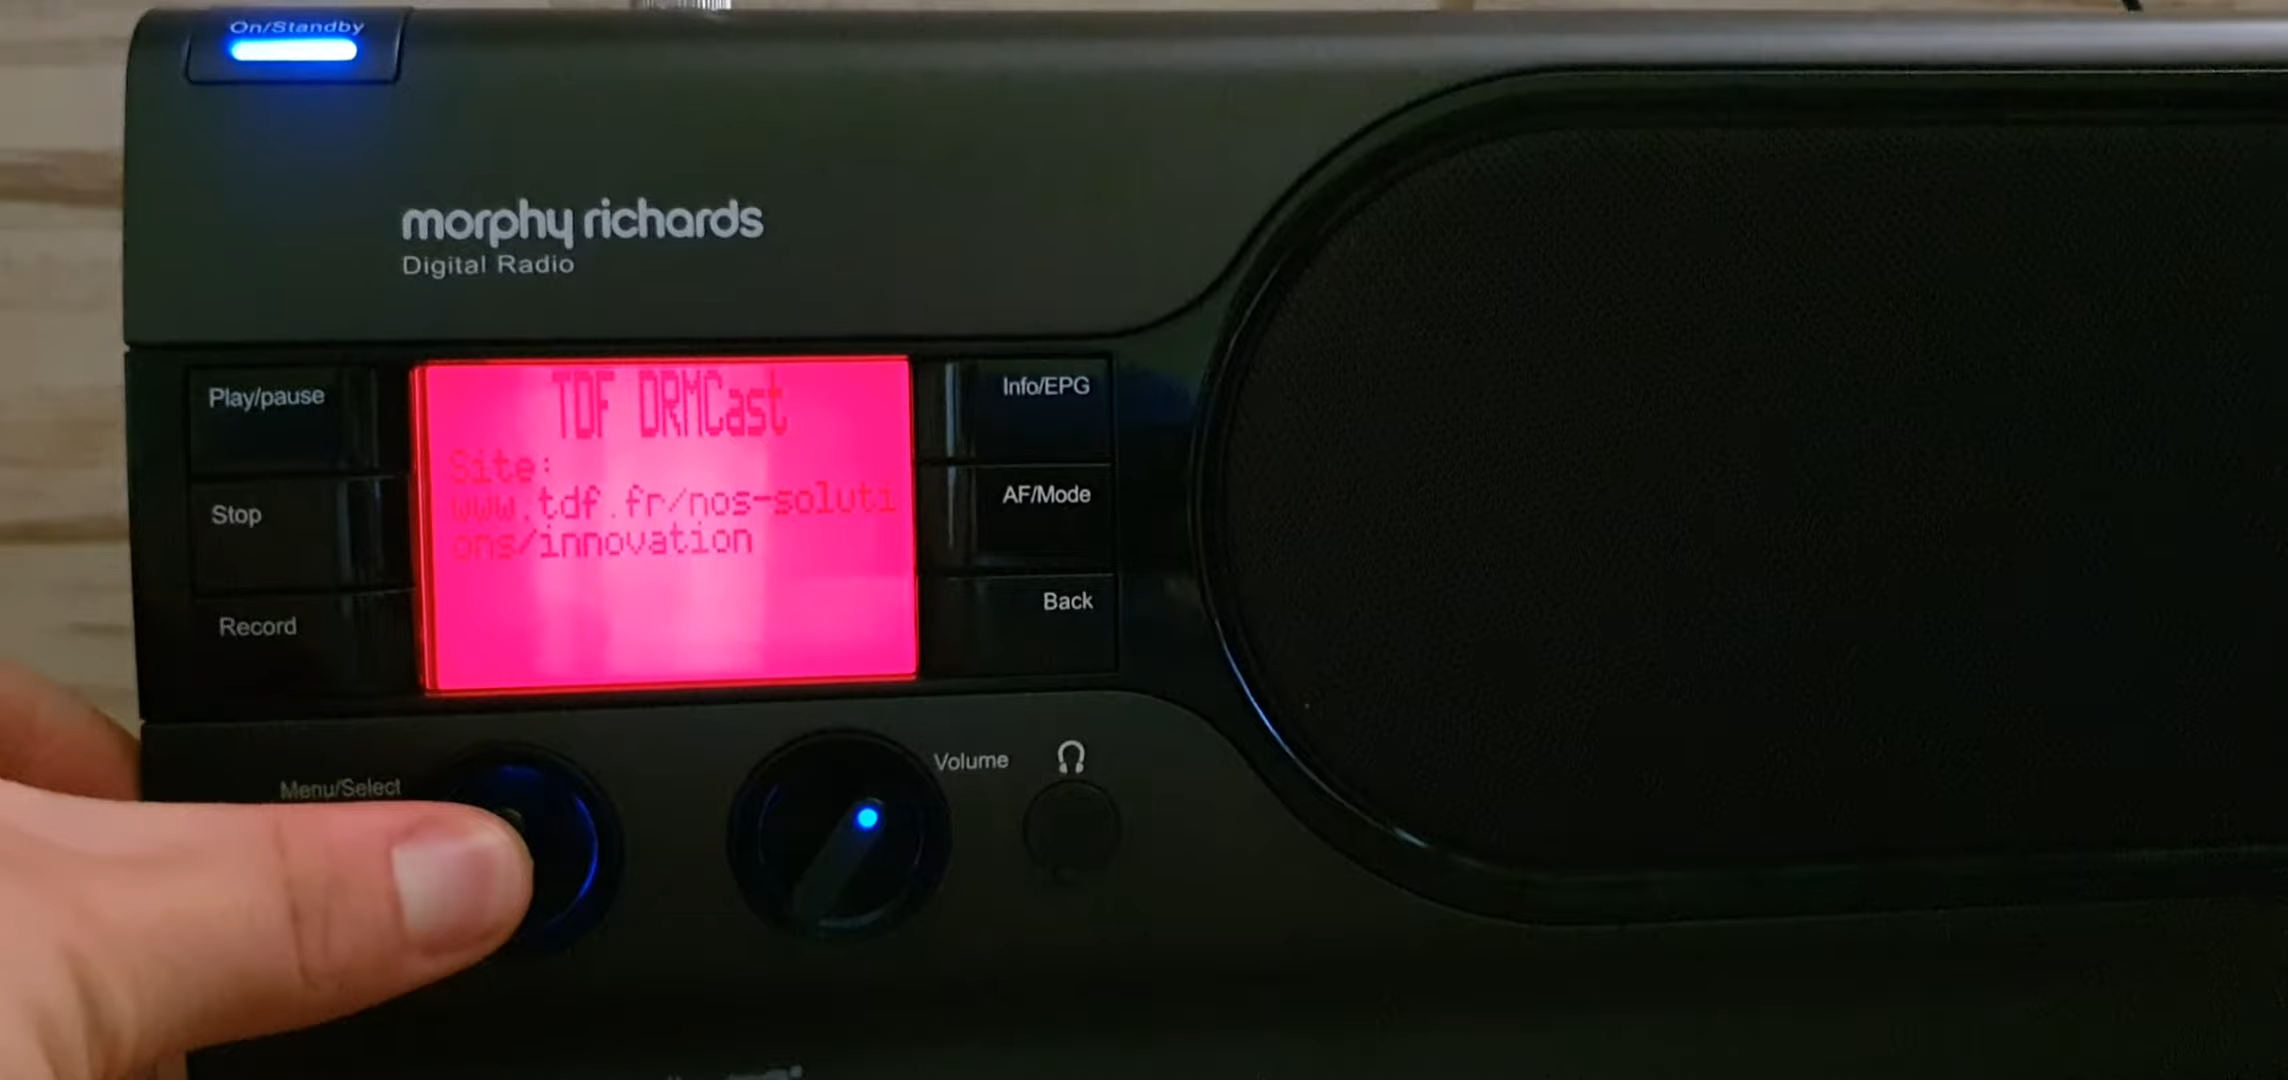 On/Standby
morphy richards
Digital Radio
Play/pause
Stop
Record
TDF DRMCast
Site:
www.tdf.fr/nos-soluti
ons/innovation
Info/EPG
AF/Mode
Back
Menu/Select
Volume